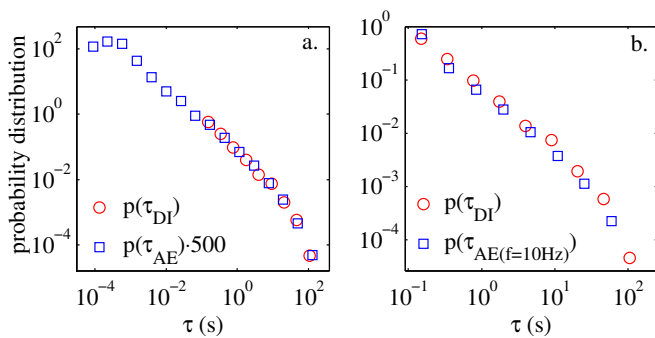 a.
b.
probability distribution
10^2
10^0
10^-2
10^-4
p(τ_DI)
p(τ_AE)·500
10^-4
10^-2
10^0
10^2
τ (s)
10^0
10^-1
10^-2
10^-3
10^-4
p(τ_DI)
p(τ_AE(f=10Hz))
10^-1
10^0
10^1
10^2
τ (s)